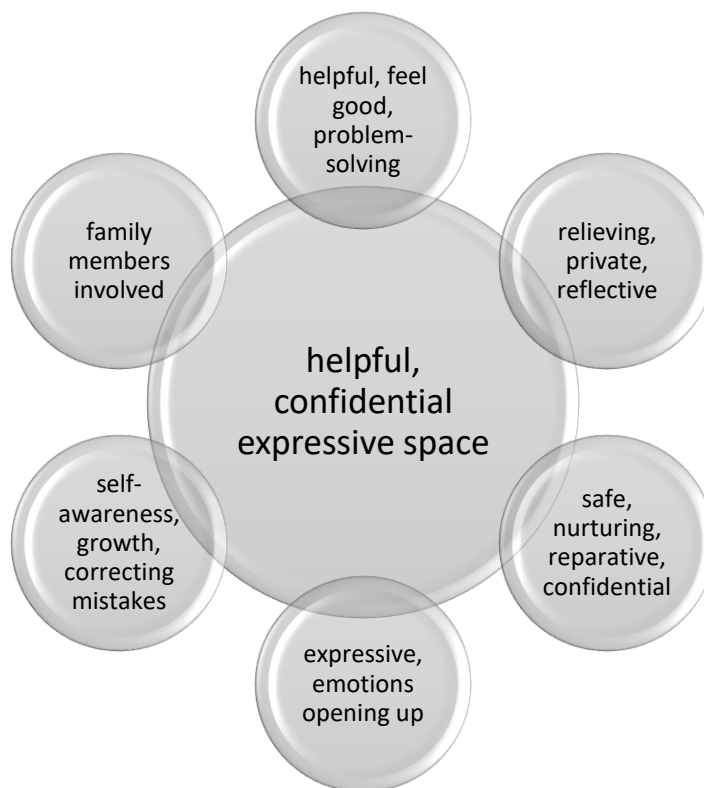 helpful, feel
good,
problem-
solving
relieving,
private,
reflective
safe,
nurturing,
reparative,
confidential
expressive,
emotions
opening up
self-
awareness,
growth,
correcting
mistakes
family
members
involved
helpful,
confidential
expressive space